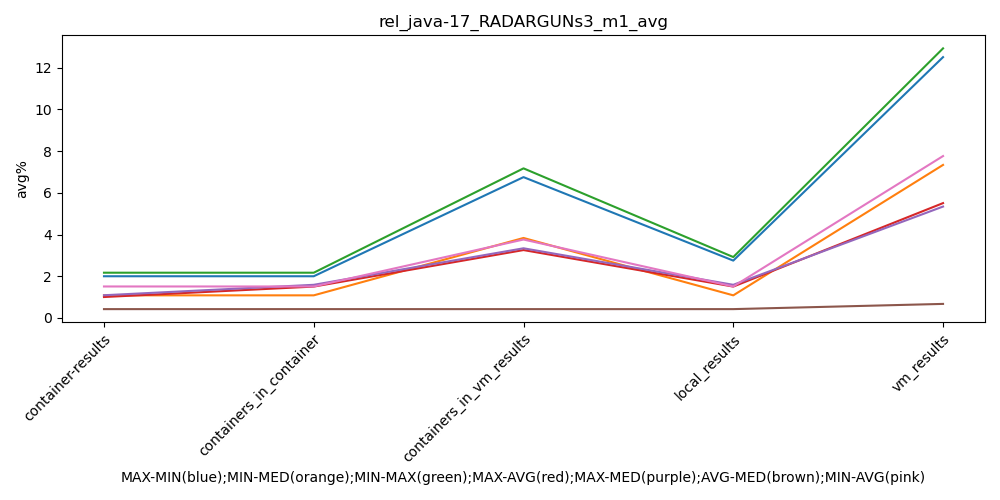 rel_java-17_RADARGUNs3_m1_avg
avg%
12
10
8
6
4
2
0
container-results
containers_in_container
containers_in_vm_results
local_results
vm_results
MAX-MIN(blue);MIN-MED(orange);MIN-MAX(green);MAX-AVG(red);MAX-MED(purple);AVG-MED(brown);MIN-AVG(pink)